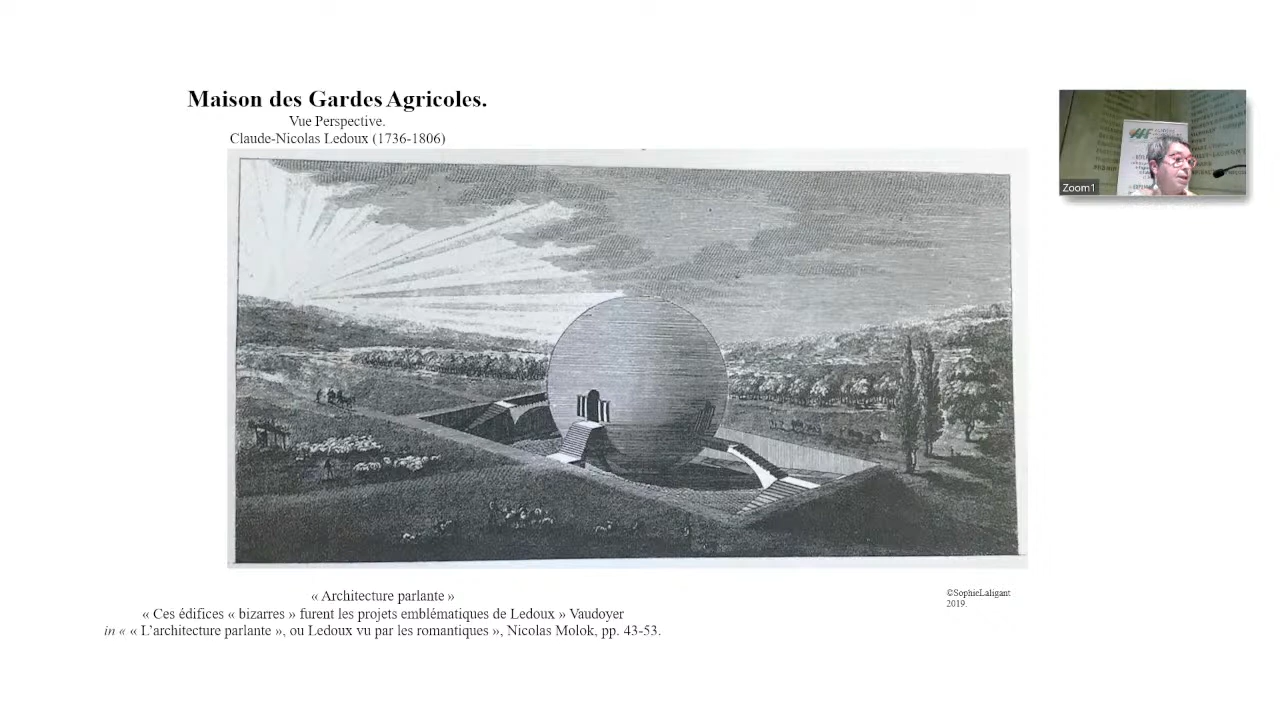 Maison des Gardes Agricoles.
Vue Perspective.
Claude-Nicolas Ledoux (1736-1806)
Zoom1
« Architecture parlante »
« Ces édifices « bizarres » furent les projets emblématiques de Ledoux » Vaudoyer
in « « L’architecture parlante », ou Ledoux vu par les romantiques », Nicolas Molok, pp. 43-53.
©SophieLaligant
2019.